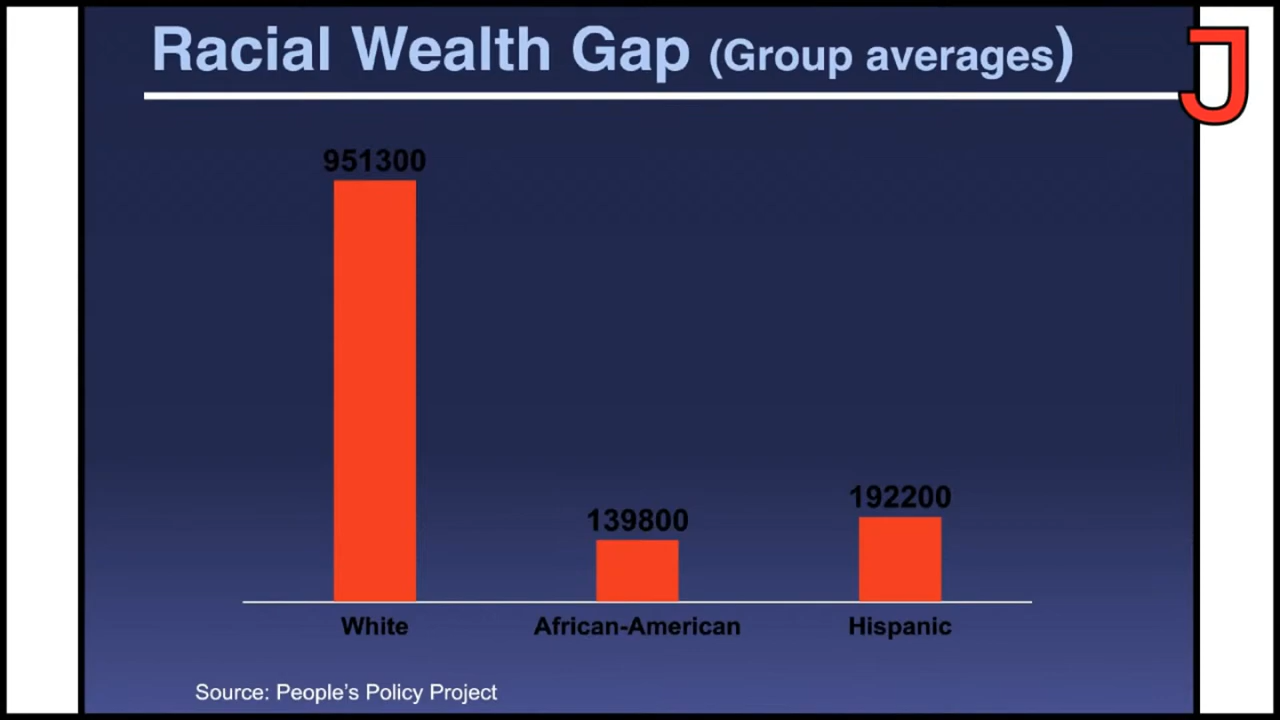 Racial Wealth Gap (Group averages)
J
951300
139800
192200
White
African-American
Hispanic
Source: People's Policy Project